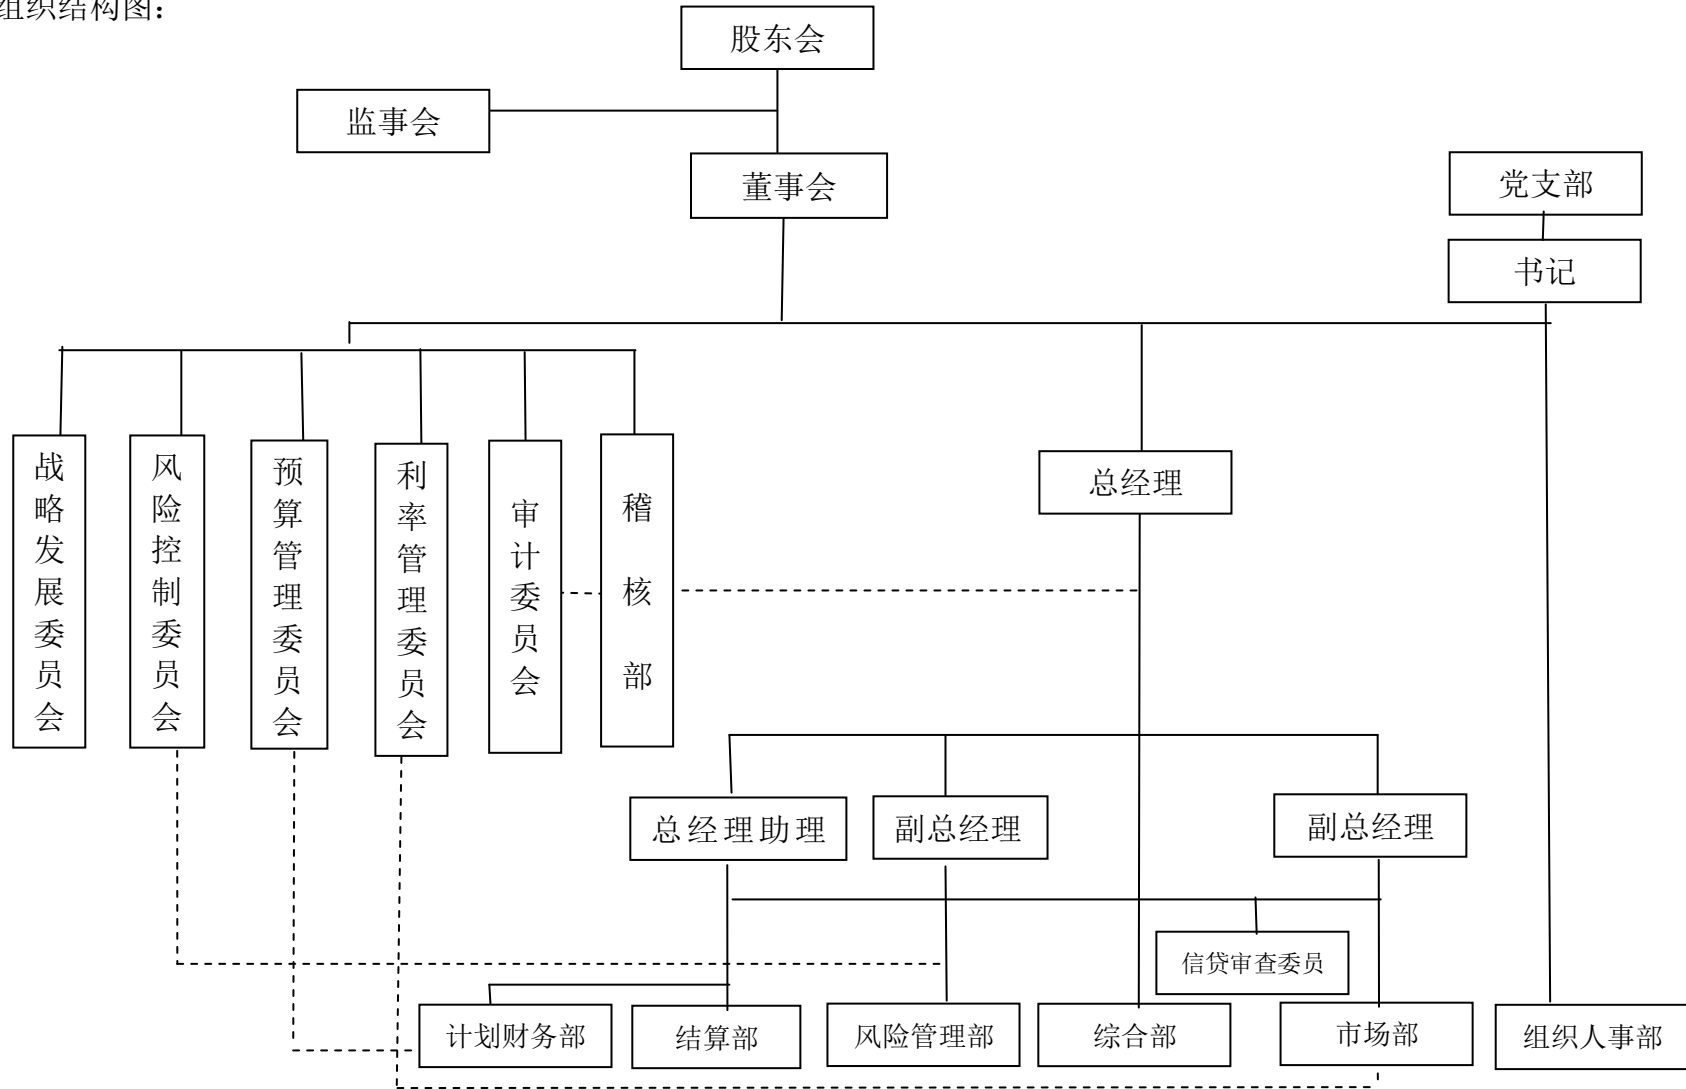 组织结构图：
股东会
监事会
董事会
党支部
书记
战略发展委员会
风险控制委员会
预算管理委员会
利率管理委员会
审计委员会
稽核部
总经理
总经理助理
副总经理
副总经理
信贷审查委员
计划财务部
结算部
风险管理部
综合部
市场部
组织人事部